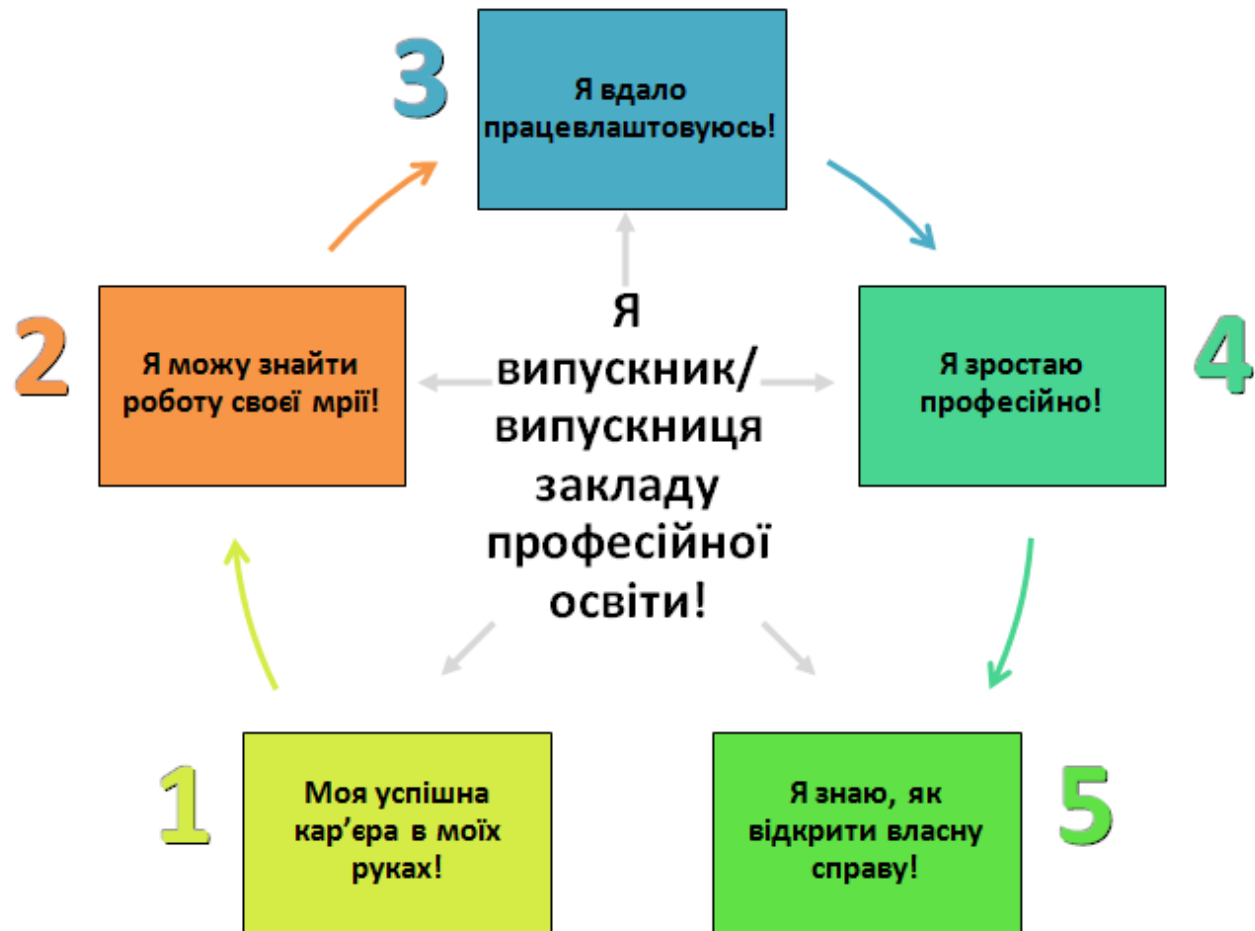 3
Я вдало
працевлаштовуюсь!
2
Я можу знайти
роботу своєї мрії!
Я
випускник/
випускниця
закладу
професійної
освіти!
Я зростаю
професійно!
4
1
Моя успішна
кар’єра в моїх
руках!
Я знаю, як
відкрити власну
справу!
5